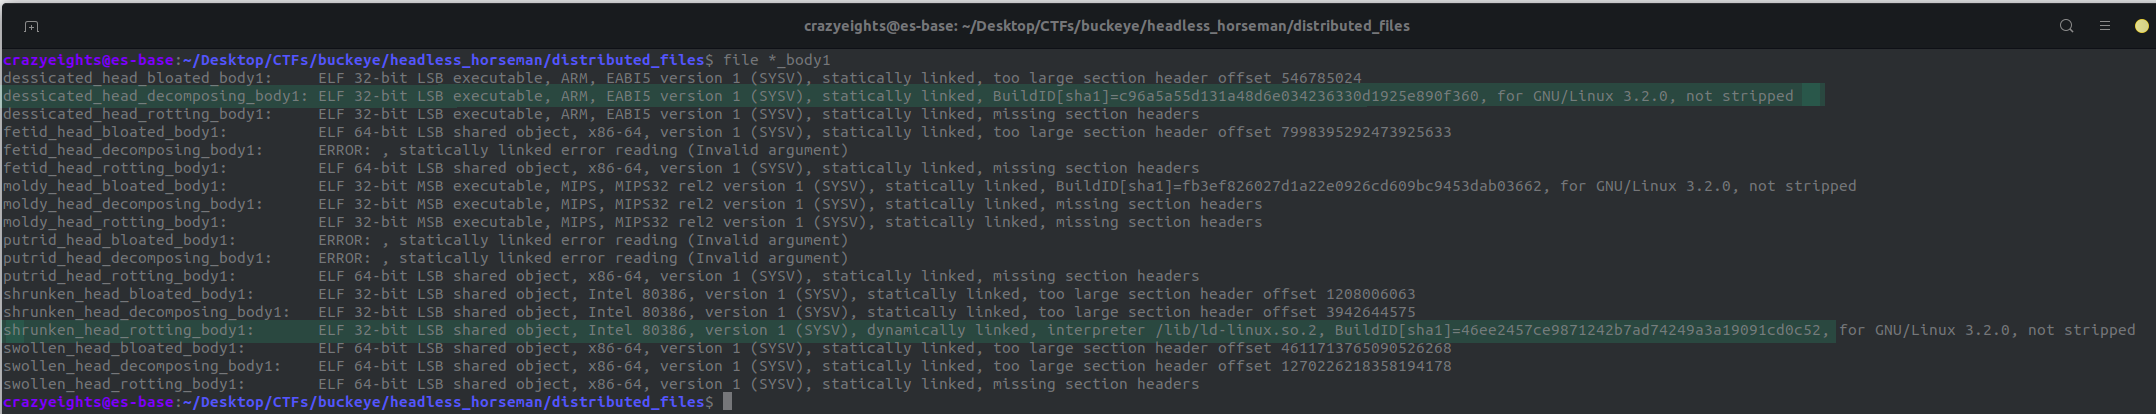 crazyeights@es-base: ~/Desktop/CTFs/buckeye/headless_horseman/distributed_files
crazyeights@es-base:~/Desktop/CTFs/buckeye/headless_horseman/distributed_files$ file *_body1
dessicated_head_bloated_body1:     ELF 32-bit LSB executable, ARM, EABI5 version 1 (SYSV), statically linked, too large section header offset 546785024
dessicated_head_decomposing_body1: ELF 32-bit LSB executable, ARM, EABI5 version 1 (SYSV), statically linked, BuildID[sha1]=c96a5a55d131a48d6e034236330d1925e890f360, for GNU/Linux 3.2.0, not stripped
dessicated_head_rotting_body1:     ELF 32-bit LSB executable, ARM, EABI5 version 1 (SYSV), statically linked, missing section headers
fetid_head_bloated_body1:          ELF 64-bit LSB shared object, x86-64, version 1 (SYSV), statically linked, too large section header offset 7998395292473925633
fetid_head_decomposing_body1:      ERROR: , statically linked error reading (Invalid argument)
fetid_head_rotting_body1:          ELF 64-bit LSB shared object, x86-64, version 1 (SYSV), statically linked, missing section headers
moldy_head_bloated_body1:          ELF 32-bit MSB executable, MIPS, MIPS32 rel2 version 1 (SYSV), statically linked, BuildID[sha1]=fb3ef826027d1a22e0926cd609bc9453dab03662, for GNU/Linux 3.2.0, not stripped
moldy_head_decomposing_body1:      ELF 32-bit MSB executable, MIPS, MIPS32 rel2 version 1 (SYSV), statically linked, missing section headers
moldy_head_rotting_body1:          ELF 32-bit MSB executable, MIPS, MIPS32 rel2 version 1 (SYSV), statically linked, missing section headers
putrid_head_bloated_body1:         ERROR: , statically linked error reading (Invalid argument)
putrid_head_decomposing_body1:     ERROR: , statically linked error reading (Invalid argument)
putrid_head_rotting_body1:         ELF 64-bit LSB shared object, x86-64, version 1 (SYSV), statically linked, missing section headers
shrunken_head_bloated_body1:       ELF 32-bit LSB shared object, Intel 80386, version 1 (SYSV), statically linked, too large section header offset 1208006063
shrunken_head_decomposing_body1:   ELF 32-bit LSB shared object, Intel 80386, version 1 (SYSV), statically linked, too large section header offset 3942644575
shrunken_head_rotting_body1:       ELF 32-bit LSB shared object, Intel 80386, version 1 (SYSV), dynamically linked, interpreter /lib/ld-linux.so.2, BuildID[sha1]=46ee2457ce9871242b7ad74249a3a19091cd0c52, for GNU/Linux 3.2.0, not stripped
swollen_head_bloated_body1:        ELF 64-bit LSB shared object, x86-64, version 1 (SYSV), statically linked, too large section header offset 4611713765090526268
swollen_head_decomposing_body1:    ELF 64-bit LSB shared object, x86-64, version 1 (SYSV), statically linked, too large section header offset 1270226218358194178
swollen_head_rotting_body1:        ELF 64-bit LSB shared object, x86-64, version 1 (SYSV), statically linked, missing section headers
crazyeights@es-base:~/Desktop/CTFs/buckeye/headless_horseman/distributed_files$